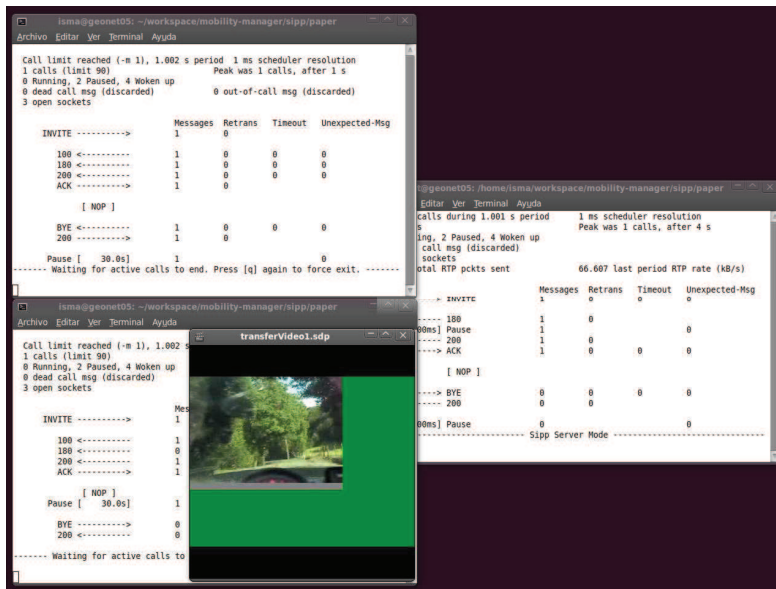 isma@geonet05: ~/workspace/mobility-manager/sipp/paper
Archivo Editar Ver Terminal Ayuda
Call limit reached (-m 1), 1.002 s period 1 ms scheduler resolution
1 calls (limit 90) Peak was 1 calls, after 1 s
0 Running, 2 Paused, 4 Woken up
0 dead call msg (discarded) 0 out-of-call msg (discarded)
3 open sockets
Messages Retrans Timeout Unexpected-Msg
INVITE ----------> 1 0
100 <---------- 1 0 0 0
180 <---------- 1 0 0 0
200 <---------- 1 0 0 0
ACK ----------> 1 0
[ NOP ]
BYE <---------- 1 0 0 0
200 ----------> 1 0
Pause [ 30.0s] 1 0
------- Waiting for active calls to end. Press [q] again to force exit. -------
t@geonet05: /home/isma/workspace/mobility-manager/sipp/paper
Editar Ver Terminal Ayuda
calls during 1.001 s period 1 ms scheduler resolution
s Peak was 1 calls, after 4 s
ing, 2 Paused, 4 Woken up
call msg (discarded)
sockets
otal RTP pckts sent 66.607 last period RTP rate (kB/s)
Messages Retrans Timeout Unexpected-Msg
----> INVITE 1 0 0 0
----- 180 1 0
00ms] Pause 1 0
----- 200 1 0
----> ACK 1 0 0 0
[ NOP ]
----> BYE 0 0 0 0
----- 200 0 0
00ms] Pause 0 0
---------------------- Sipp Server Mode -------------------------
isma@geonet05: ~/workspace/mobility-manager/sipp/paper
Archivo Editar Ver Terminal Ayuda
Call limit reached (-m 1), 1.002 s
1 calls (limit 90)
0 Running, 2 Paused, 4 Woken up
0 dead call msg (discarded)
3 open sockets
Mes
INVITE ----------> 1
100 <---------- 1
180 <---------- 0
200 <---------- 1
ACK ----------> 1
[ NOP ]
Pause [ 30.0s] 1
BYE ----------> 0
200 <---------- 0
------- Waiting for active calls to
transferVideo1.sdp